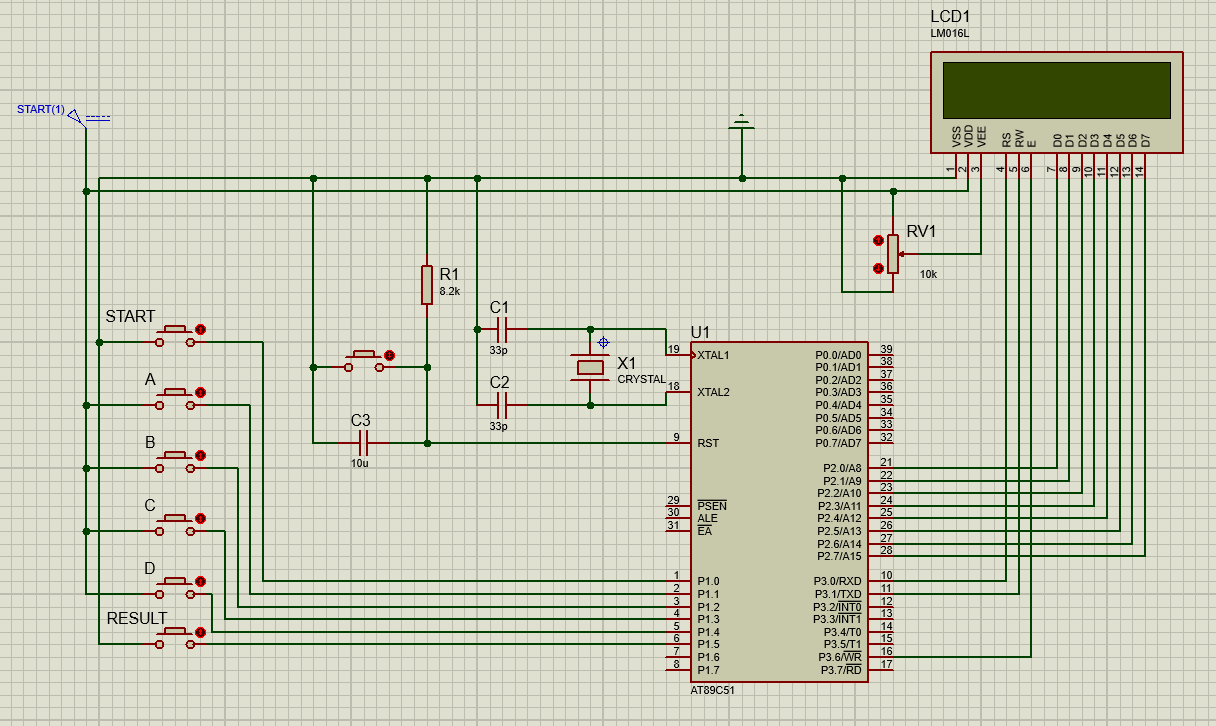 LCD1
LM016L
START(1)
VSS
VDD
VEE
RS
RW
E
D0
D1
D2
D3
D4
D5
D6
D7
1
2
3
4
5
6
7
8
9
10
11
12
13
14
RV1
10k
R1
8.2k
C1
33p
C2
33p
X1
CRYSTAL
C3
10u
START
A
B
C
D
RESULT
U1
19 XTAL1
18 XTAL2
9 RST
29 PSEN
30 ALE
31 EA
1 P1.0
2 P1.1
3 P1.2
4 P1.3
5 P1.4
6 P1.5
7 P1.6
8 P1.7
P0.0/AD0 39
P0.1/AD1 38
P0.2/AD2 37
P0.3/AD3 36
P0.4/AD4 35
P0.5/AD5 34
P0.6/AD6 33
P0.7/AD7 32
P2.0/A8 21
P2.1/A9 22
P2.2/A10 23
P2.3/A11 24
P2.4/A12 25
P2.5/A13 26
P2.6/A14 27
P2.7/A15 28
P3.0/RXD 10
P3.1/TXD 11
P3.2/INT0 12
P3.3/INT1 13
P3.4/T0 14
P3.5/T1 15
P3.6/WR 16
P3.7/RD 17
AT89C51